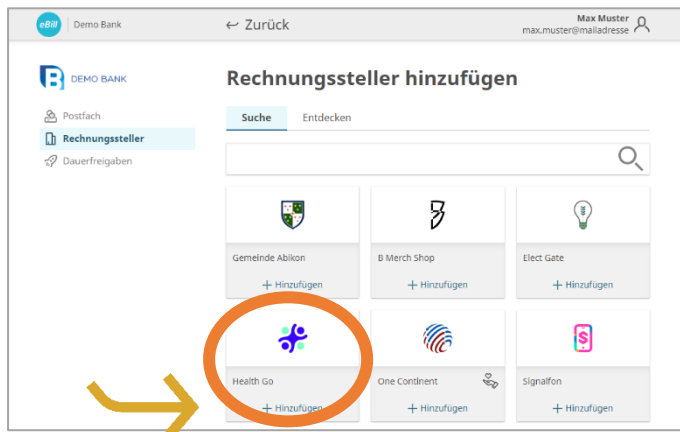 eBill Demo Bank ← Zurück Max Muster
max.muster@mailadresse
DEMO BANK
Rechnungssteller hinzufügen
Postfach
Rechnungssteller
Dauerfreigaben
Suche Entdecken
Gemeinde Abikon B Merch Shop Elect Gate
+ Hinzufügen + Hinzufügen + Hinzufügen
Health Go One Continent Signalfon
+ Hinzufügen + Hinzufügen + Hinzufügen